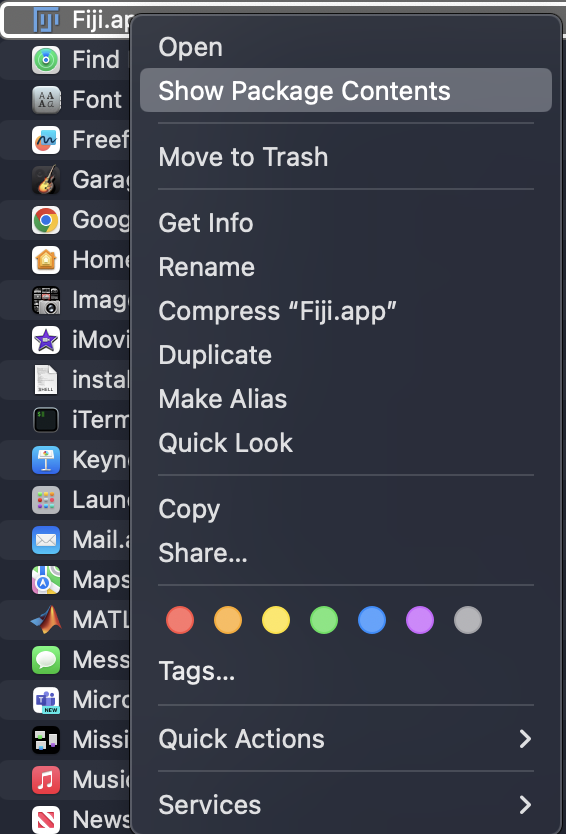 Fiji.ap
Open
Find
Show Package Contents
Font
Freef
Move to Trash
Garag
Goog
Get Info
Home
Rename
Image
Compress “Fiji.app”
iMovi
Duplicate
instal
Make Alias
iTerm
Quick Look
Keyn
Laun
Copy
Mail.a
Share...
Maps
MATL
Mess
Tags...
Micro
NEW
Missi
Quick Actions
Music
News
Services